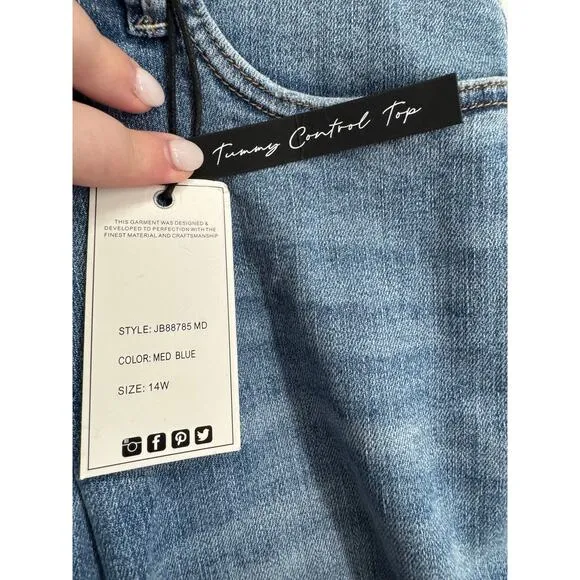 Tummy Control Top
THIS GARMENT WAS DESIGNED &
DEVELOPED TO PERFECTION WITH THE
FINEST MATERIAL AND CRAFTSMANSHIP
STYLE: JB88785 MD
COLOR: MED BLUE
SIZE: 14W